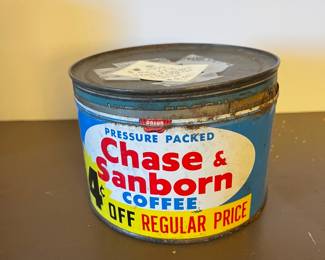 PRESSURE PACKED
Chase &
Sanborn
COFFEE
4¢ OFF REGULAR PRICE